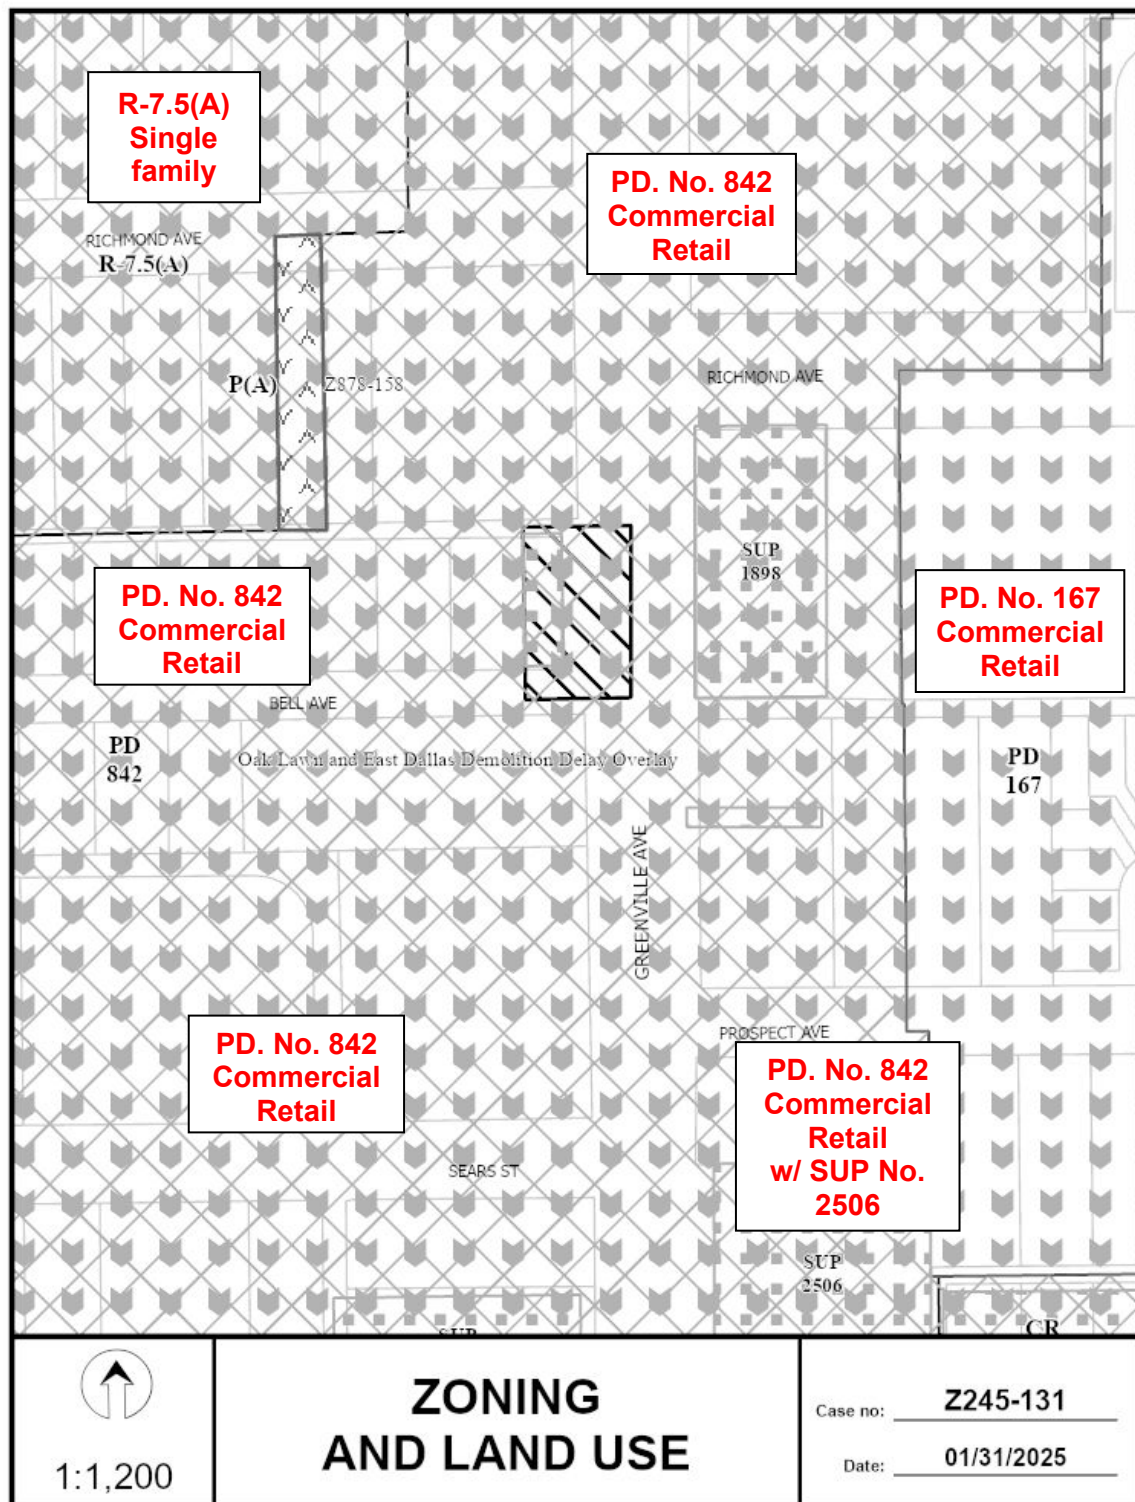 R-7.5(A)
Single
family
PD. No. 842
Commercial
Retail
RICHMOND AVE
R-7.5(A)
P(A)
Z878-158
RICHMOND AVE
SUP
1898
PD. No. 842
Commercial
Retail
PD. No. 167
Commercial
Retail
BELL AVE
PD
842
Oak Lawn and East Dallas Demolition Delay Overlay
PD
167
GREENVILLE AVE
PD. No. 842
Commercial
Retail
PROSPECT AVE
PD. No. 842
Commercial
Retail
w/ SUP No.
2506
SEARS ST
SUP
2506
SUP
CR
1:1,200
ZONING
AND LAND USE
Case no: Z245-131
Date: 01/31/2025